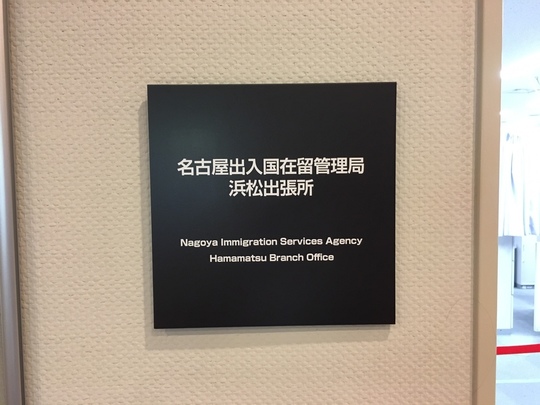 名古屋出入国在留管理局
浜松出張所
Nagoya Immigration Services Agency
Hamamatsu Branch Office